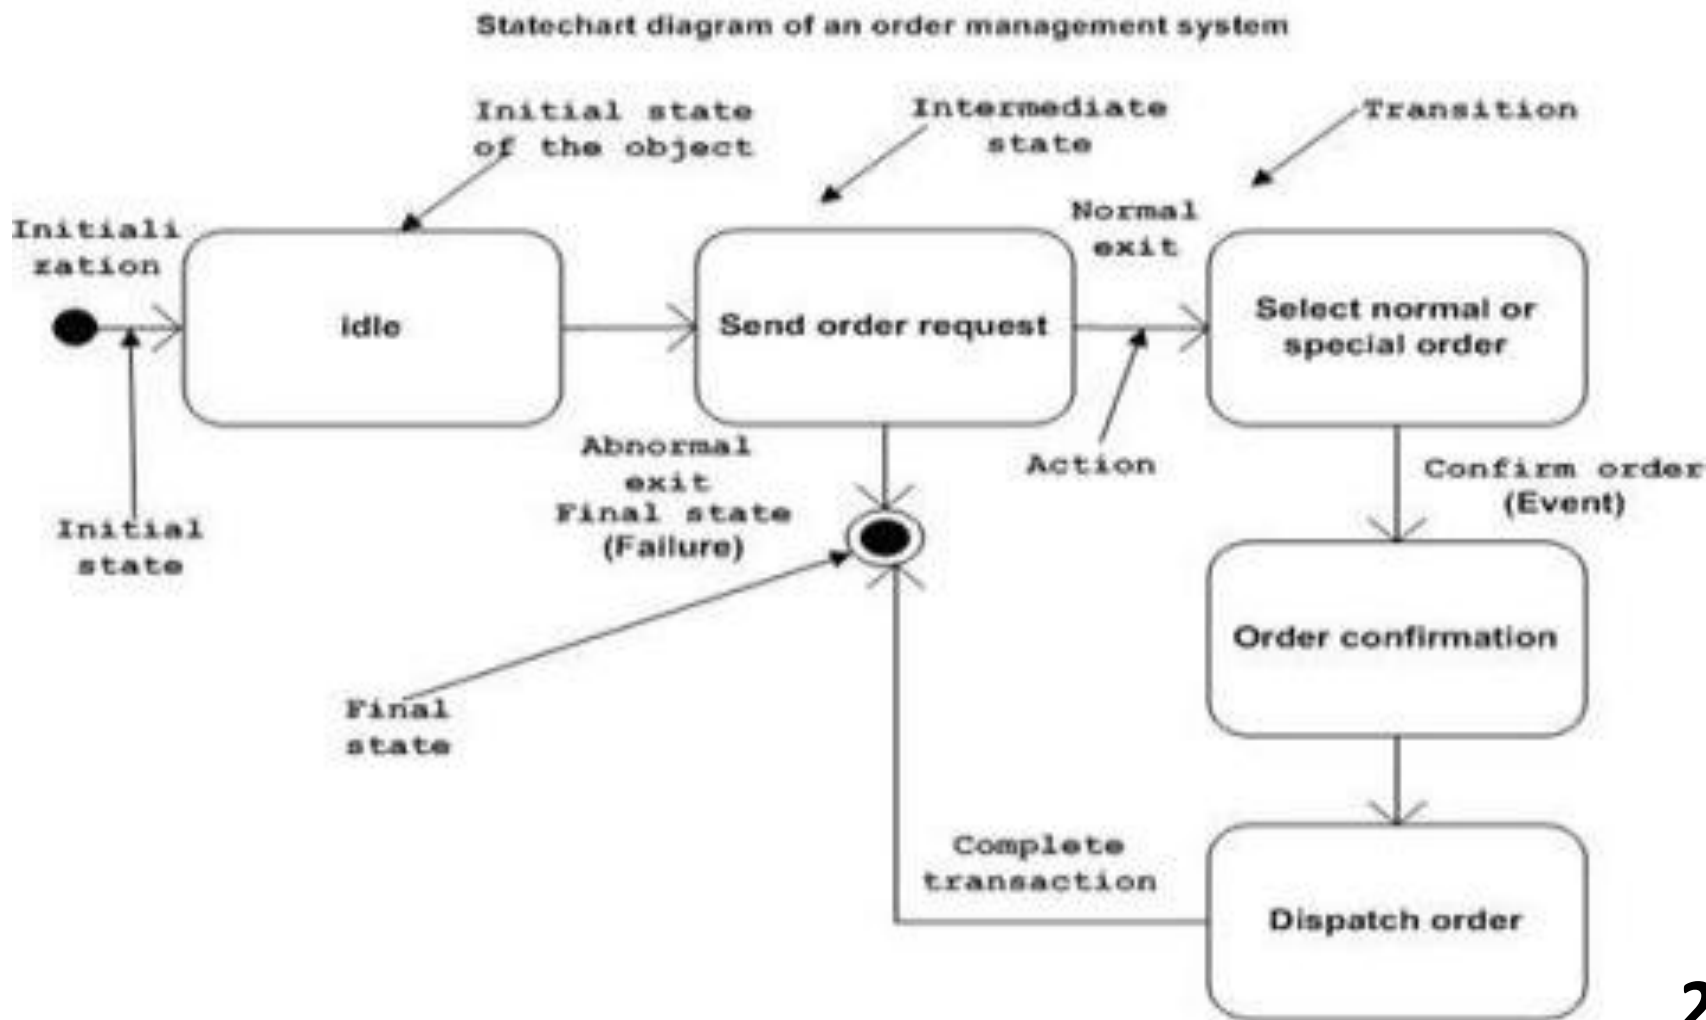 Statechart diagram of an order management system
Initial state
of the object
Intermediate
state
Transition
Initiali
zation
Normal
exit
idle
Send order request
Select normal or
special order
Abnormal
exit
Final state
(Failure)
Action
Confirm order
(Event)
Initial
state
Order confirmation
Final
state
Complete
transaction
Dispatch order
2